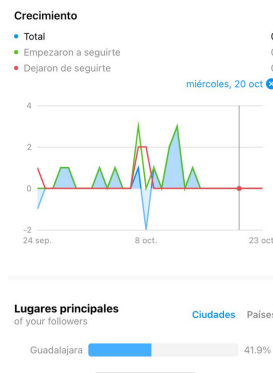 Crecimiento
Total
Empezaron a seguirte
Dejaron de seguirte
miércoles, 20 oct
4
2
0
-2
24 sep.
8 oct.
23 oct
Lugares principales
of your followers
Ciudades Países
Guadalajara 41.9%